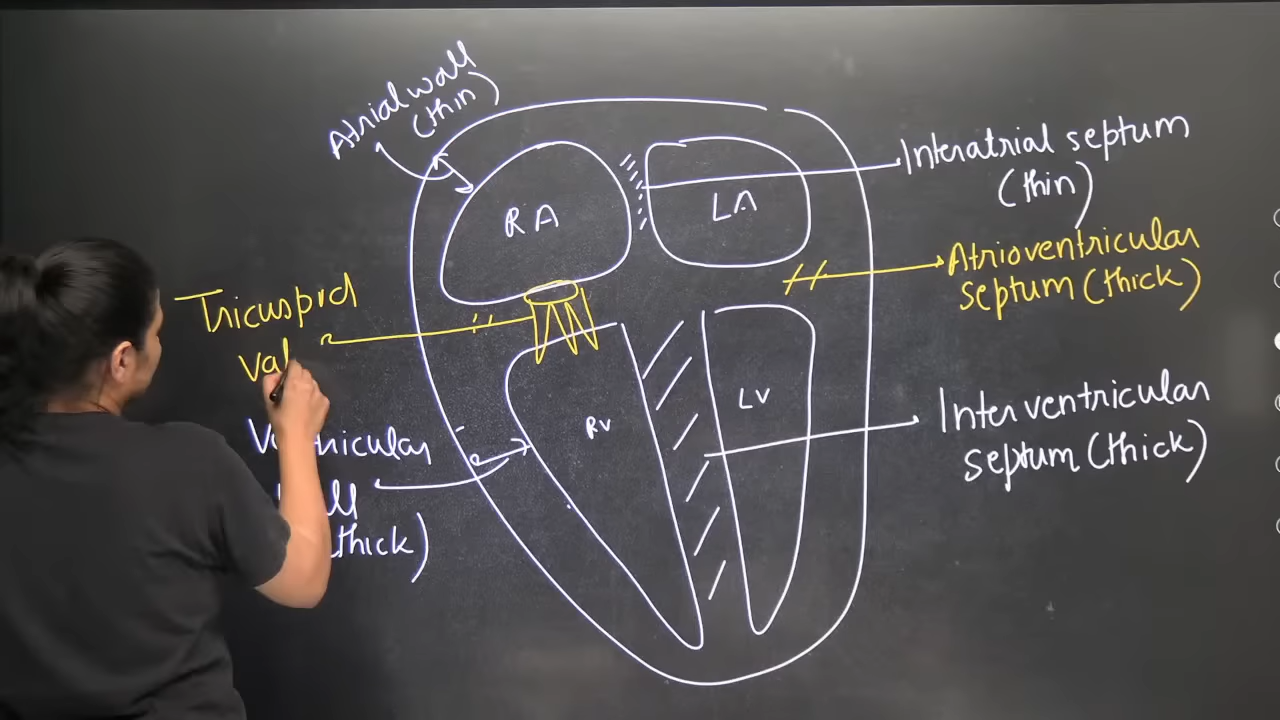 Atrial wall
(thin)
RA
LA
Interatrial septum
(thin)
Atrioventricular
septum (thick)
Tricuspid
Val
RV
LV
Interventricular
septum (thick)
Ventricular
thick)